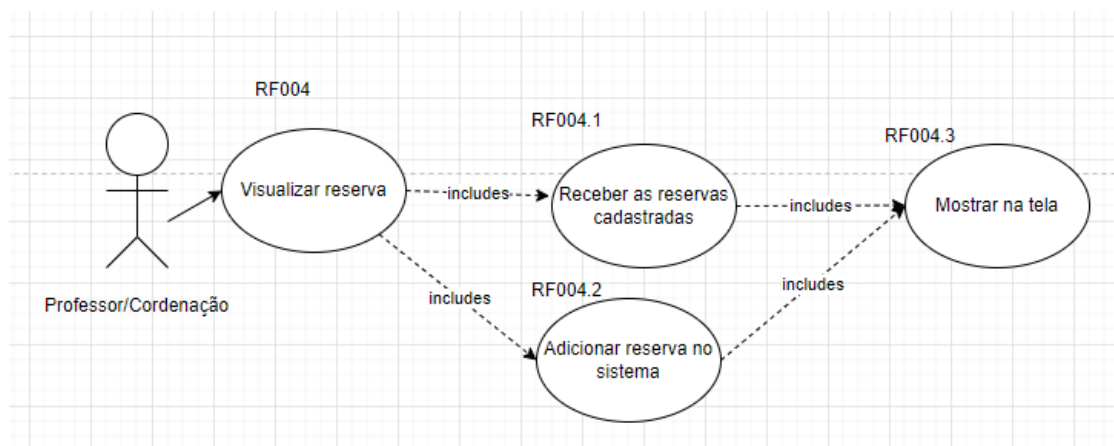 RF004
Visualizar reserva
Professor/Cordenação
includes
RF004.1
Receber as reservas
cadastradas
includes
RF004.3
Mostrar na tela
includes
RF004.2
Adicionar reserva no
sistema
includes